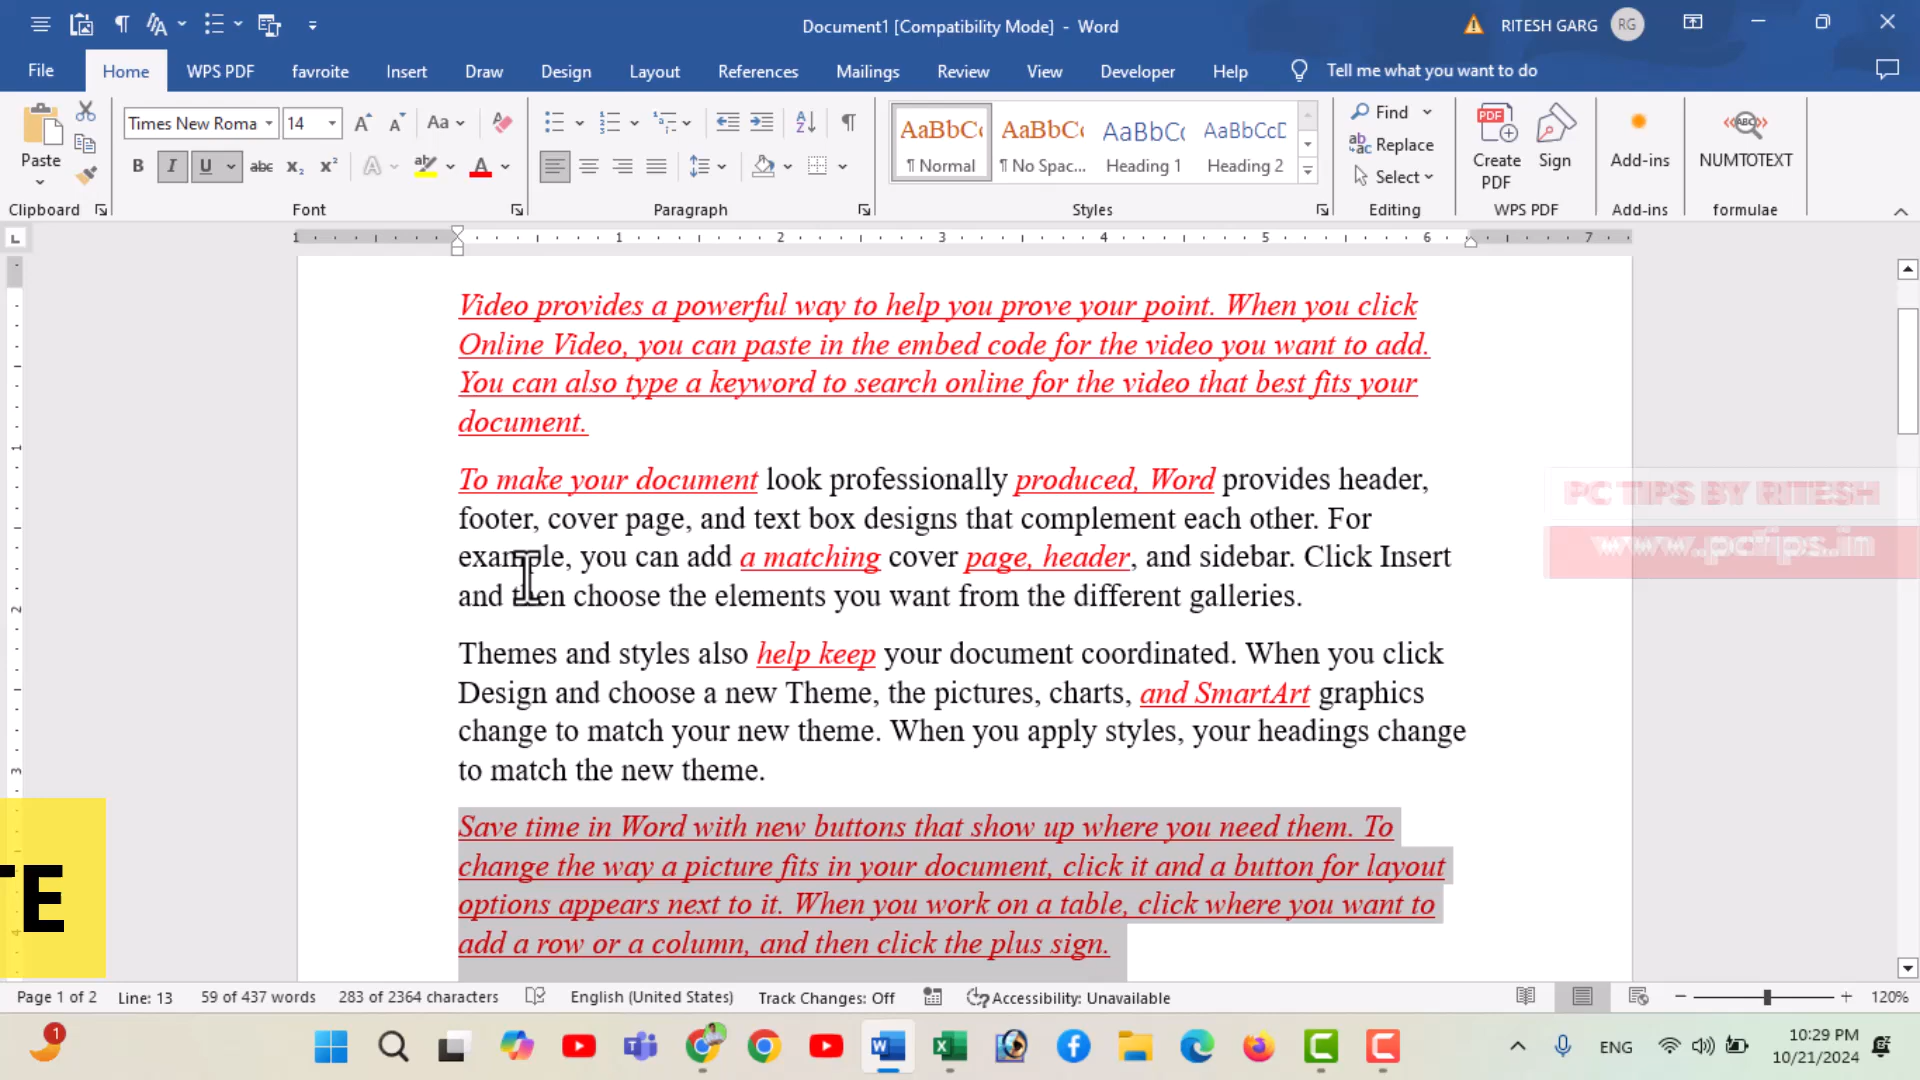 Document1 [Compatibility Mode] - Word
RITESH GARG RG
File Home WPS PDF favroite Insert Draw Design Layout References Mailings Review View Developer Help Tell me what you want to do
Paste
Clipboard
Times New Roma 14
Font
Paragraph
AaBbCc ¶ Normal
AaBbCc ¶ No Spac...
AaBbCc Heading 1
AaBbCcD Heading 2
Styles
Find
Replace
Select
Editing
Create PDF
Sign
WPS PDF
Add-ins
Add-ins
NUMTOTEXT
formulae
1 1 2 3 4 5 6 7
Video provides a powerful way to help you prove your point. When you click
Online Video, you can paste in the embed code for the video you want to add.
You can also type a keyword to search online for the video that best fits your
document.
To make your document look professionally produced, Word provides header,
footer, cover page, and text box designs that complement each other. For
example, you can add a matching cover page, header, and sidebar. Click Insert
and then choose the elements you want from the different galleries.
PC TIPS BY RITESH
www..pctips..in
Themes and styles also help keep your document coordinated. When you click
Design and choose a new Theme, the pictures, charts, and SmartArt graphics
change to match your new theme. When you apply styles, your headings change
to match the new theme.
Save time in Word with new buttons that show up where you need them. To
change the way a picture fits in your document, click it and a button for layout
options appears next to it. When you work on a table, click where you want to
add a row or a column, and then click the plus sign.
TE
Page 1 of 2 Line: 13 59 of 437 words 283 of 2364 characters English (United States) Track Changes: Off Accessibility: Unavailable 120%
1
ENG
10:29 PM
10/21/2024